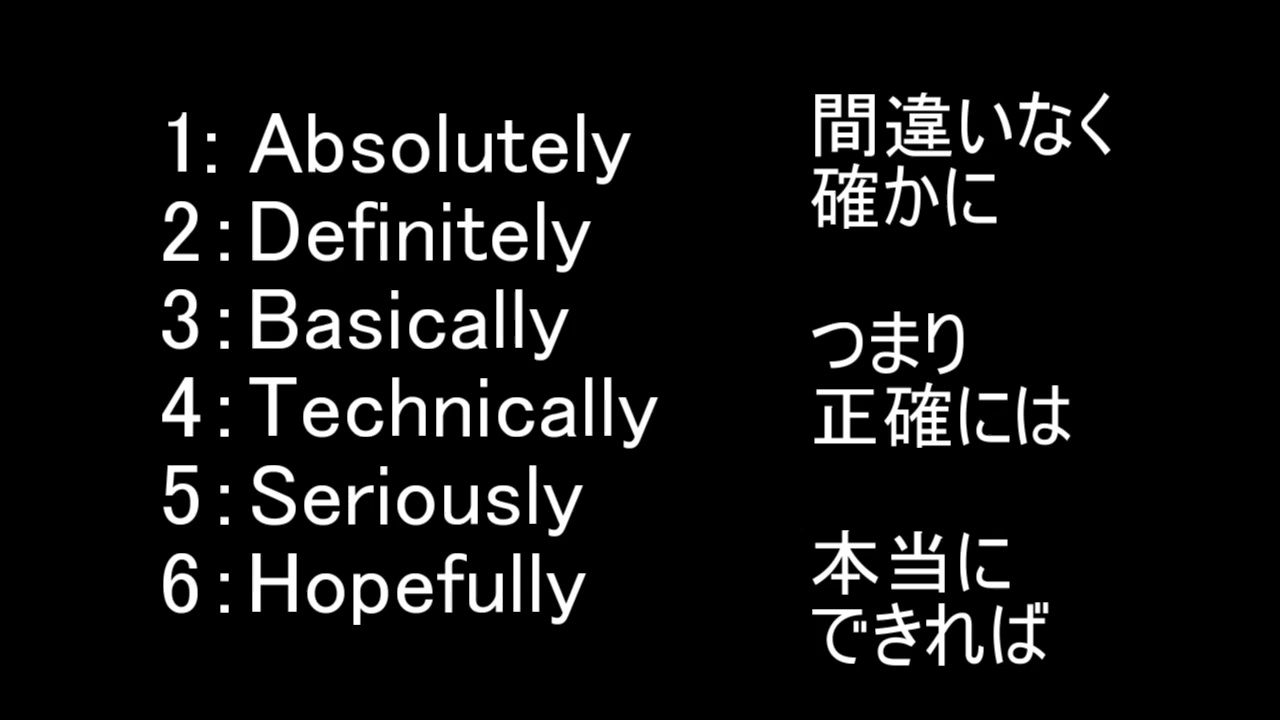 1: Absolutely
2:Definitely
3:Basically
4:Technically
5:Seriously
6:Hopefully
間違いなく
確かに
つまり
正確には
本当に
できれば